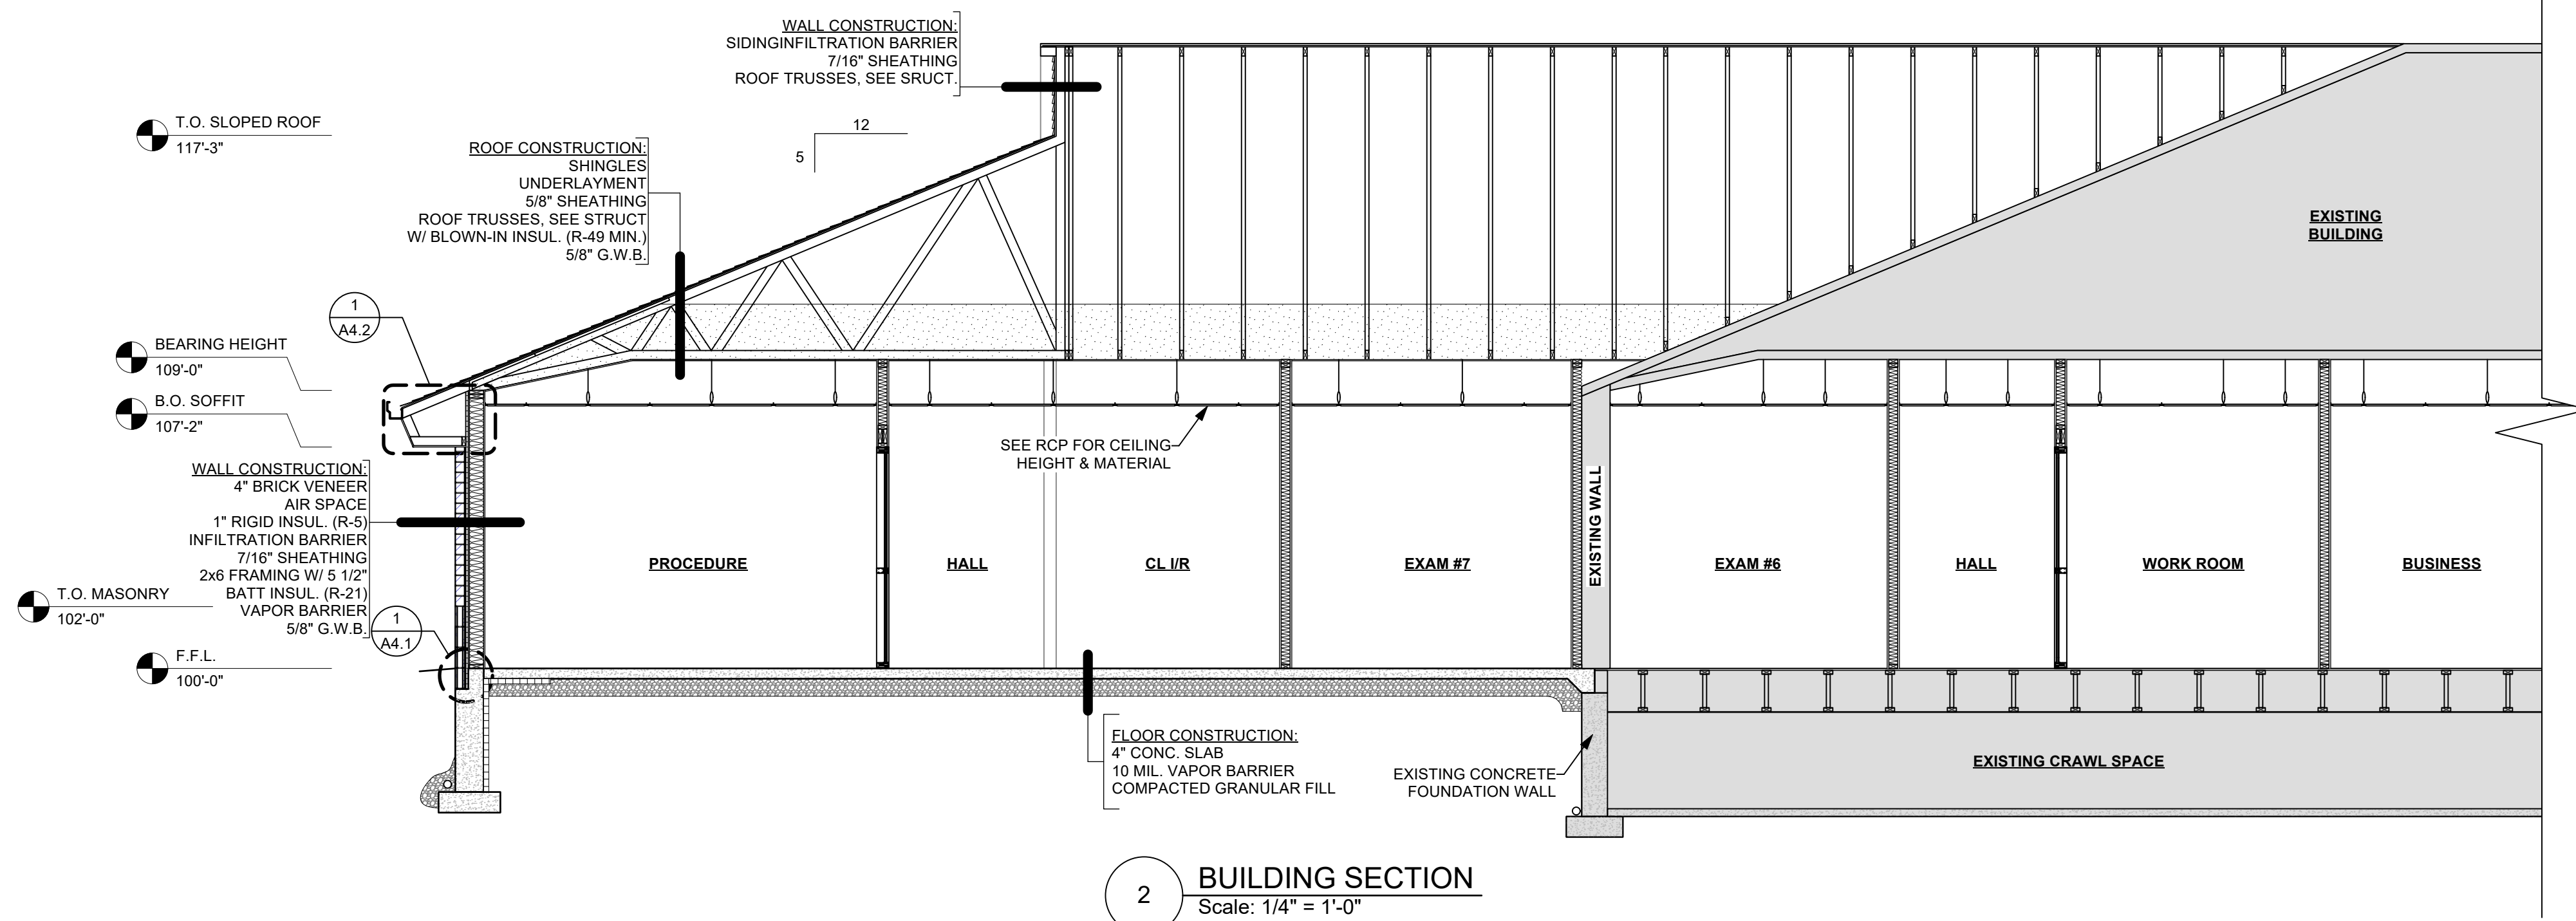 WALL CONSTRUCTION:
SIDINGINFILTRATION BARRIER
7/16" SHEATHING
ROOF TRUSSES, SEE SRUCT.
T.O. SLOPED ROOF
117'-3"
12
5
ROOF CONSTRUCTION:
SHINGLES
UNDERLAYMENT
5/8" SHEATHING
ROOF TRUSSES, SEE STRUCT
W/ BLOWN-IN INSUL. (R-49 MIN.)
5/8" G.W.B.
EXISTING
BUILDING
1
A4.2
BEARING HEIGHT
109'-0"
B.O. SOFFIT
107'-2"
SEE RCP FOR CEILING
HEIGHT & MATERIAL
WALL CONSTRUCTION:
4" BRICK VENEER
AIR SPACE
1" RIGID INSUL. (R-5)
INFILTRATION BARRIER
7/16" SHEATHING
2x6 FRAMING W/ 5 1/2"
BATT INSUL. (R-21)
VAPOR BARRIER
5/8" G.W.B.
EXISTING WALL
PROCEDURE
HALL
CL I/R
EXAM #7
EXAM #6
HALL
WORK ROOM
BUSINESS
T.O. MASONRY
102'-0"
1
A4.1
F.F.L.
100'-0"
FLOOR CONSTRUCTION:
4" CONC. SLAB
10 MIL. VAPOR BARRIER
COMPACTED GRANULAR FILL
EXISTING CONCRETE
FOUNDATION WALL
EXISTING CRAWL SPACE
2
BUILDING SECTION
Scale: 1/4" = 1'-0"